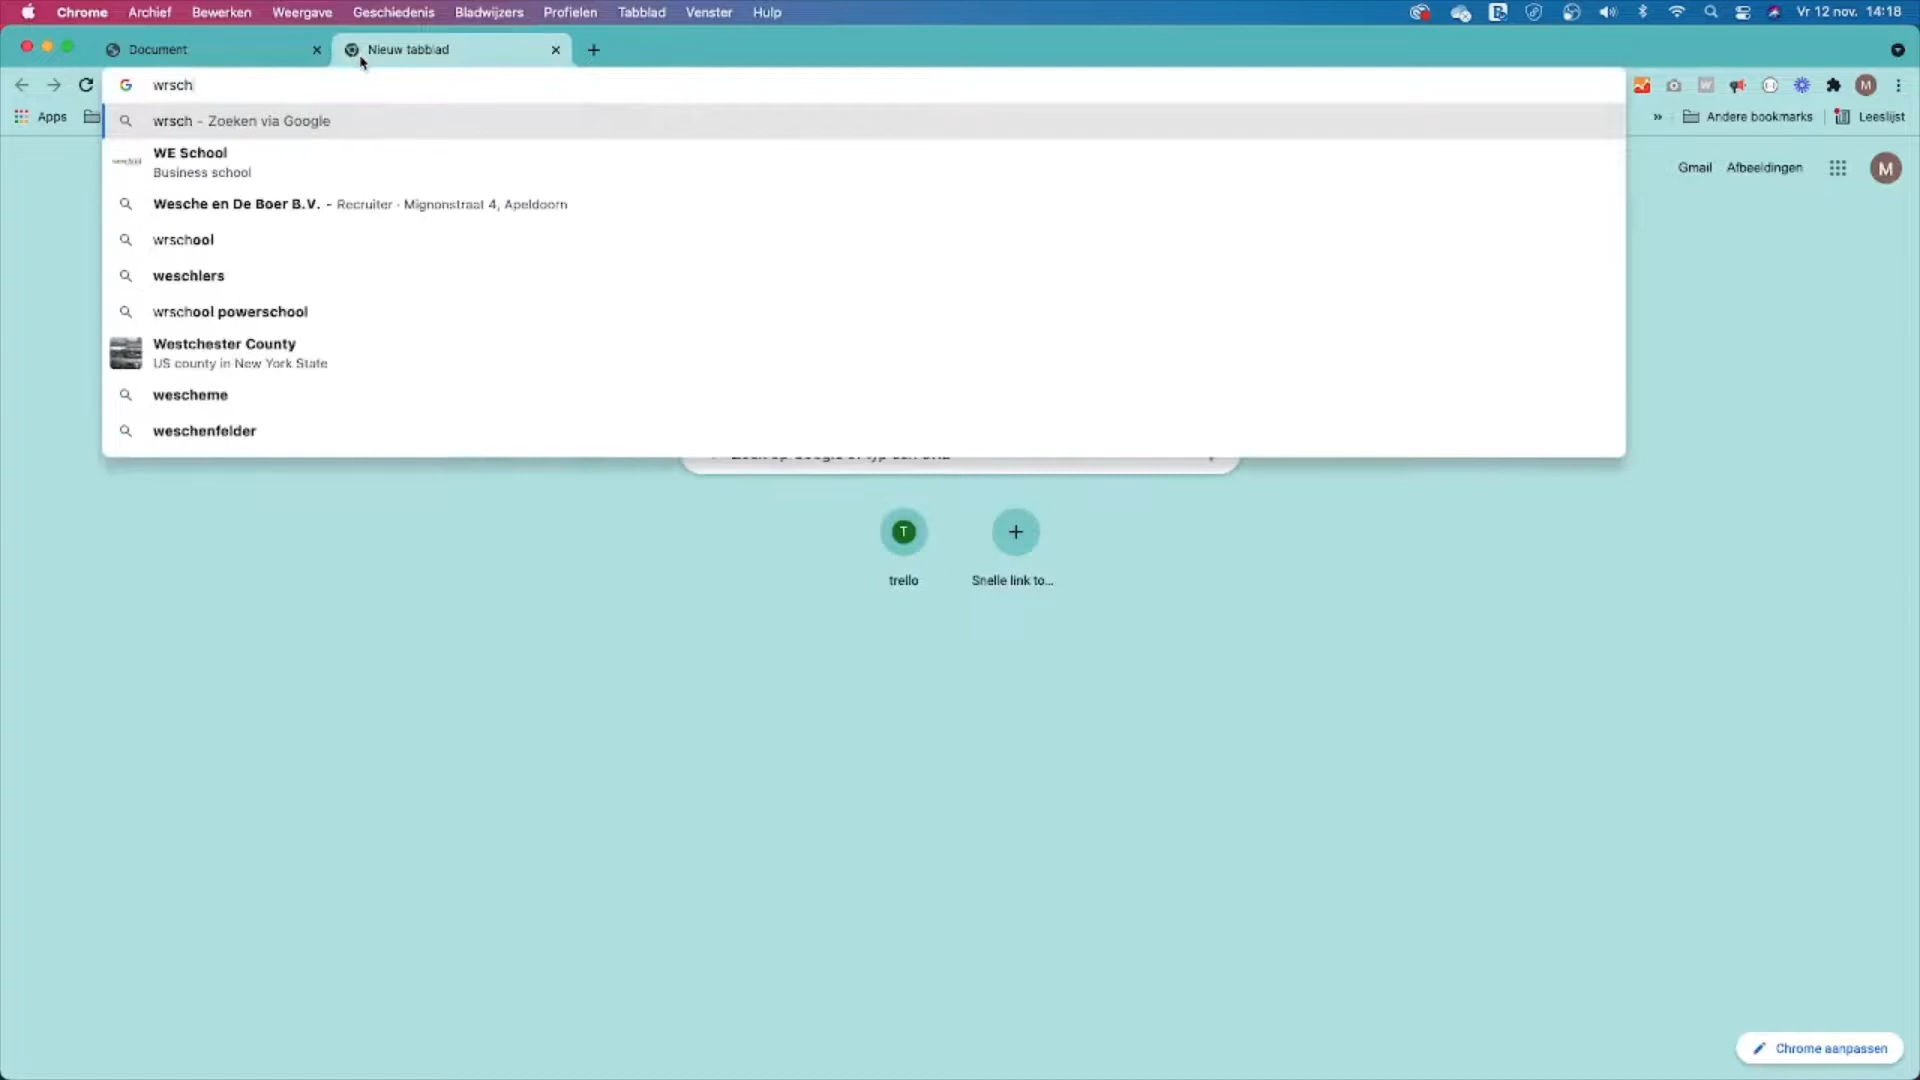 Chrome Archief Bewerken Weergave Geschiedenis Bladwijzers Profielen Tabblad Venster Hulp Vr 12 nov. 14:18
Document Nieuw tabblad
wrsch M
Apps » Andere bookmarks Leeslijst
wrsch - Zoeken via Google
WE School
Business school
Gmail Afbeeldingen M
Wesche en De Boer B.V. - Recruiter · Mignonstraat 4, Apeldoorn
wrschool
weschlers
wrschool powerschool
Westchester County
US county in New York State
wescheme
weschenfelder
T
trello Snelle link to...
Chrome aanpassen